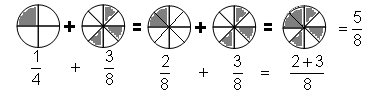 + = + = = 5/8
1/4 + 3/8 2/8 + 3/8 = 2+3/8